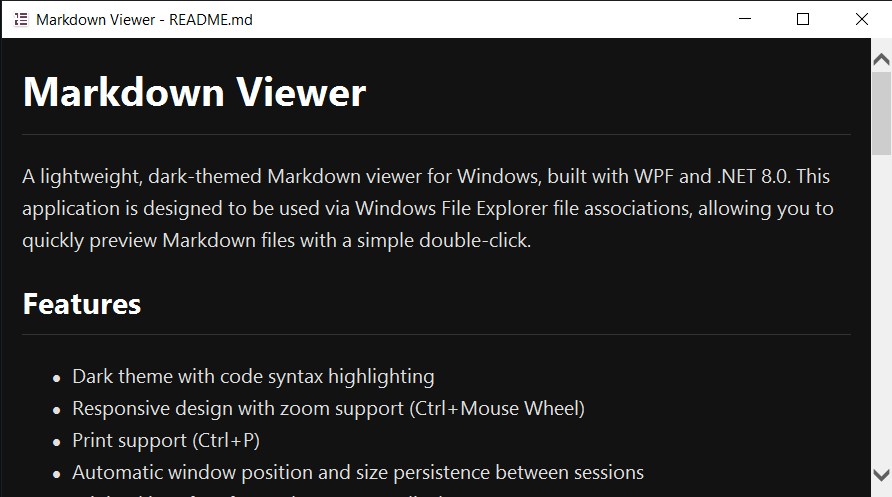 Markdown Viewer - README.md
Markdown Viewer
A lightweight, dark-themed Markdown viewer for Windows, built with WPF and .NET 8.0. This
application is designed to be used via Windows File Explorer file associations, allowing you to
quickly preview Markdown files with a simple double-click.
Features
Dark theme with code syntax highlighting
Responsive design with zoom support (Ctrl+Mouse Wheel)
Print support (Ctrl+P)
Automatic window position and size persistence between sessions